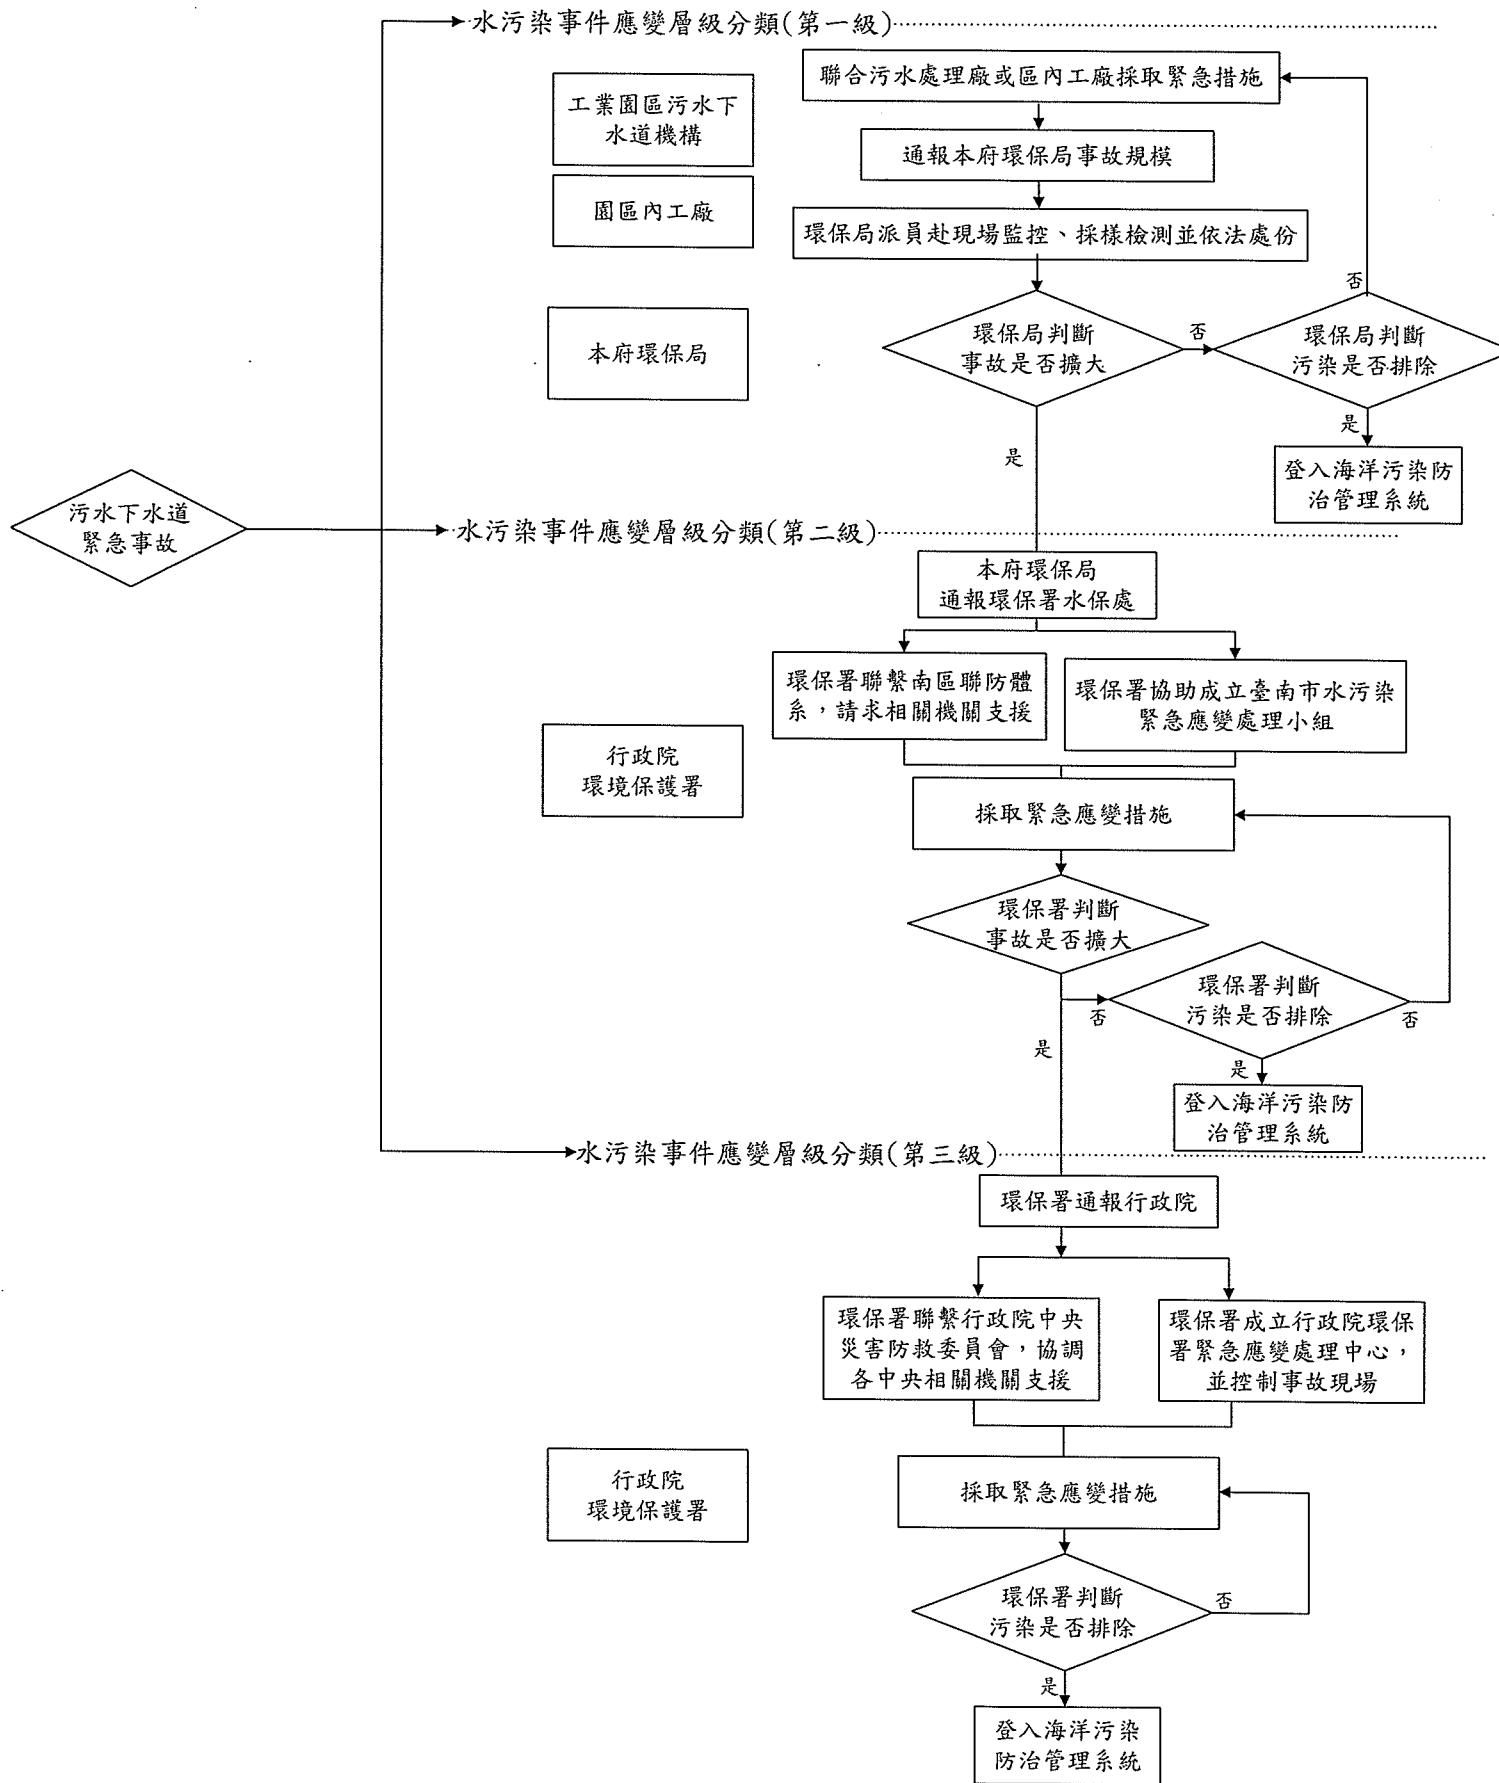 水污染事件應變層級分類(第一級)
聯合污水處理廠或區內工廠採取緊急措施
工業園區污水下
水道機構
通報本府環保局事故規模
園區內工廠
環保局派員赴現場監控、採樣檢測並依法處份
否
本府環保局
環保局判斷
事故是否擴大
否
環保局判斷
污染是否排除
是
是
登入海洋污染防
治管理系統
污水下水道
緊急事故
水污染事件應變層級分類(第二級)
本府環保局
通報環保署水保處
環保署聯繫南區聯防體
系，請求相關機關支援
環保署協助成立臺南市水污染
緊急應變處理小組
行政院
環境保護署
採取緊急應變措施
環保署判斷
事故是否擴大
環保署判斷
污染是否排除
否
否
是
是
登入海洋污染防
治管理系統
水污染事件應變層級分類(第三級)
環保署通報行政院
環保署聯繫行政院中央
災害防救委員會，協調
各中央相關機關支援
環保署成立行政院環保
署緊急應變處理中心，
並控制事故現場
行政院
環境保護署
採取緊急應變措施
環保署判斷
污染是否排除
否
是
登入海洋污染
防治管理系統